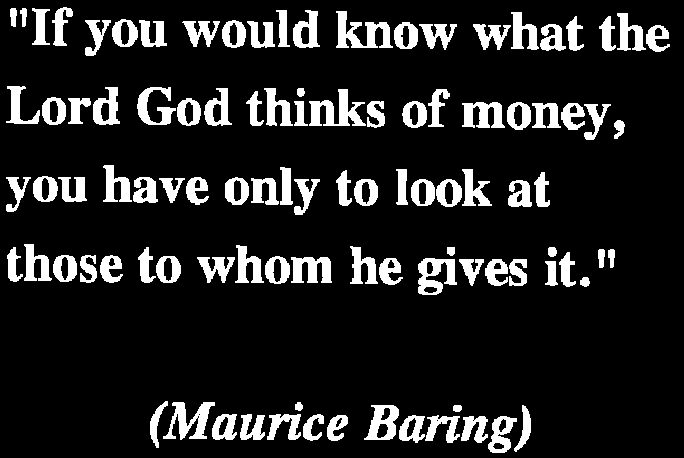 "If you would know what the
Lord God thinks of money,
you have only to look at
those to whom he gives it."
(Maurice Baring)